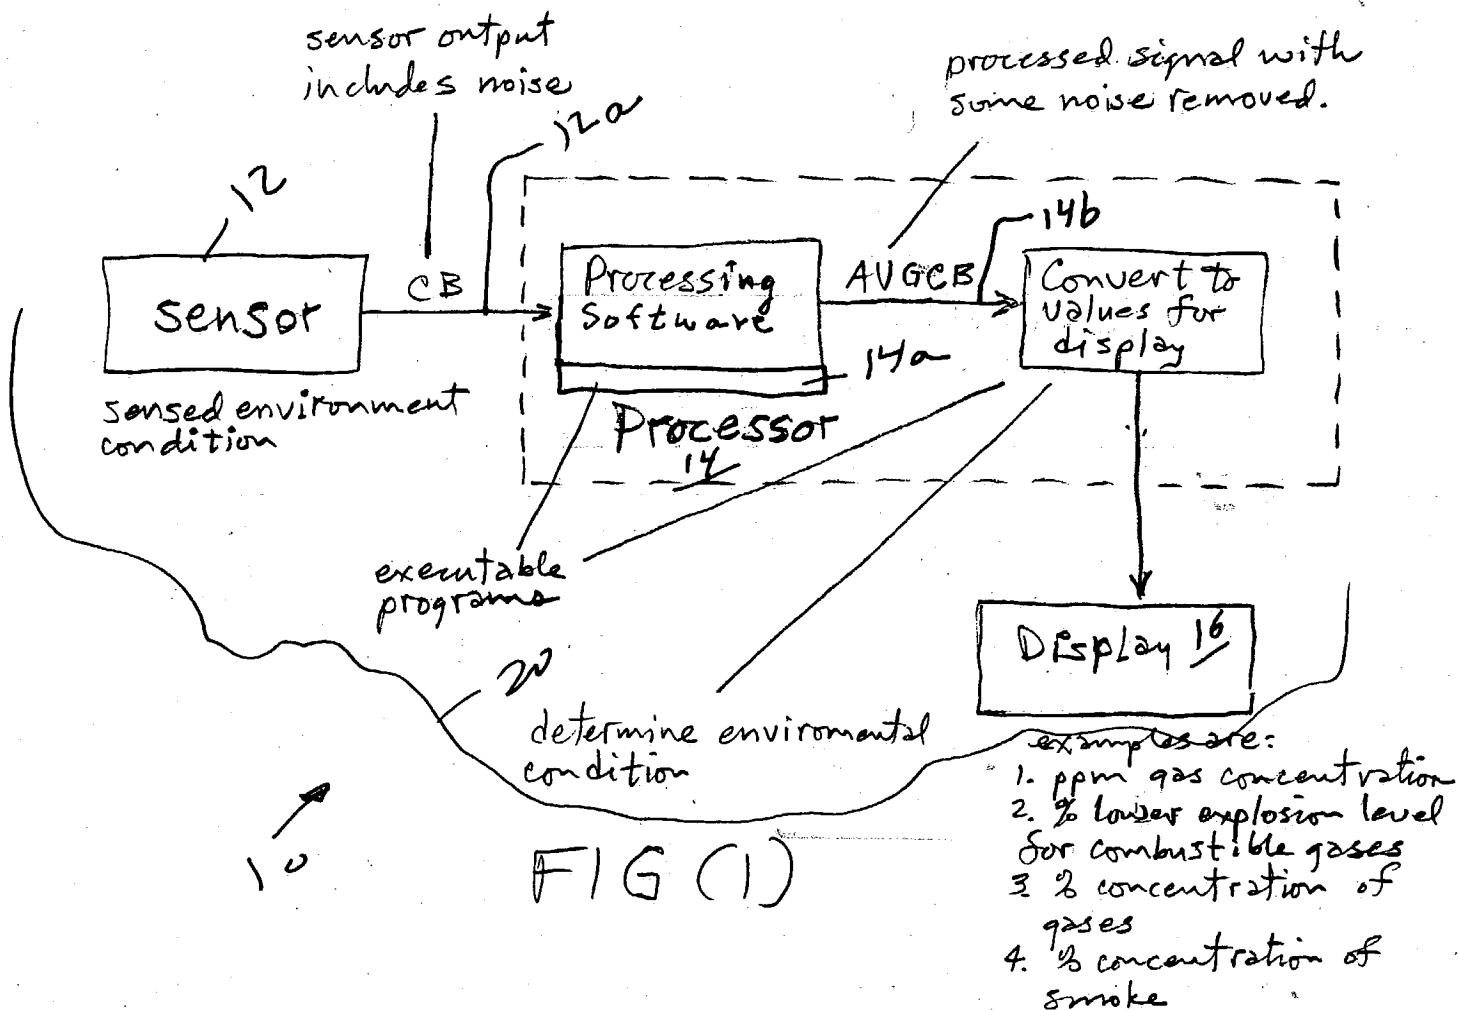 sensor output
includes noise
12a
processed signal with
some noise removed.
12
14b
sensor
CB
Processing
Software
AVGCB
Convert to
values for
display
14a
sensed environment
condition
Processor
14
executable
programs
Display 16
20
determine enviromental
condition
examples are:
1. ppm gas concentration
2. % lower explosion level
for combustible gases
3. % concentration of
gases
4. % concentration of
smoke
10
FIG (1)